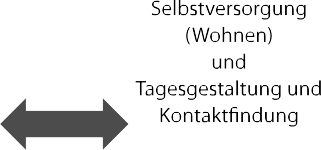 Selbstversorgung
(Wohnen)
und
Tagesgestaltung und
Kontaktfindung